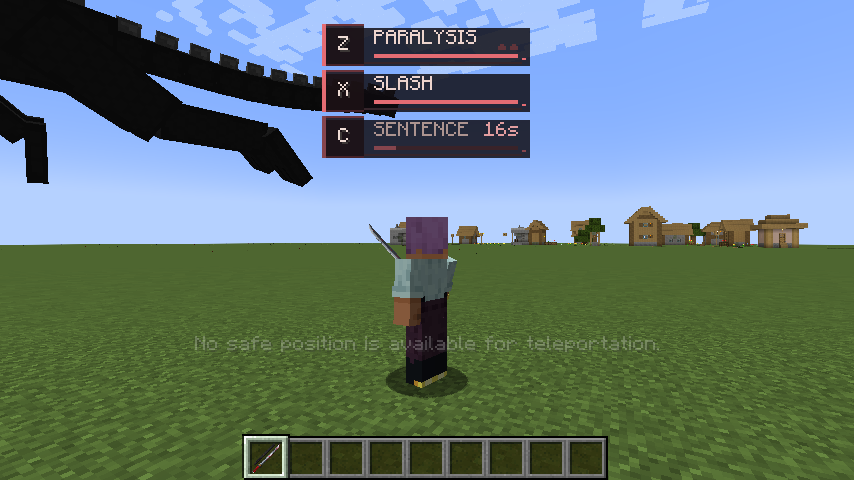 Z PARALYSIS
X SLASH
C SENTENCE 16s
No safe position is available for teleportation.